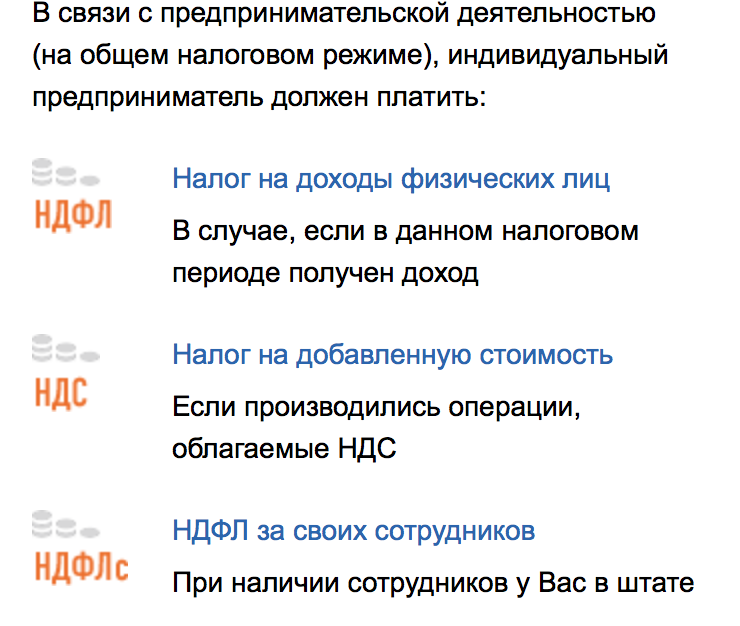 В связи с предпринимательской деятельностью
(на общем налоговом режиме), индивидуальный
предприниматель должен платить:
НДФЛ
Налог на доходы физических лиц
В случае, если в данном налоговом
периоде получен доход
НДС
Налог на добавленную стоимость
Если производились операции,
облагаемые НДС
НДФЛс
НДФЛ за своих сотрудников
При наличии сотрудников у Вас в штате